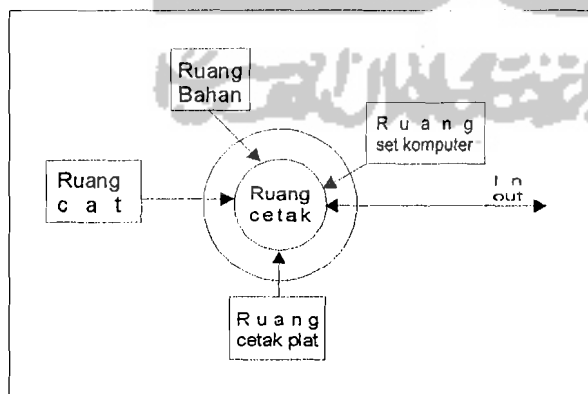 Ruang
Bahan
Ruang
set komputer
Ruang
cat
Ruang
cetak
In
out
Ruang
cetak plat